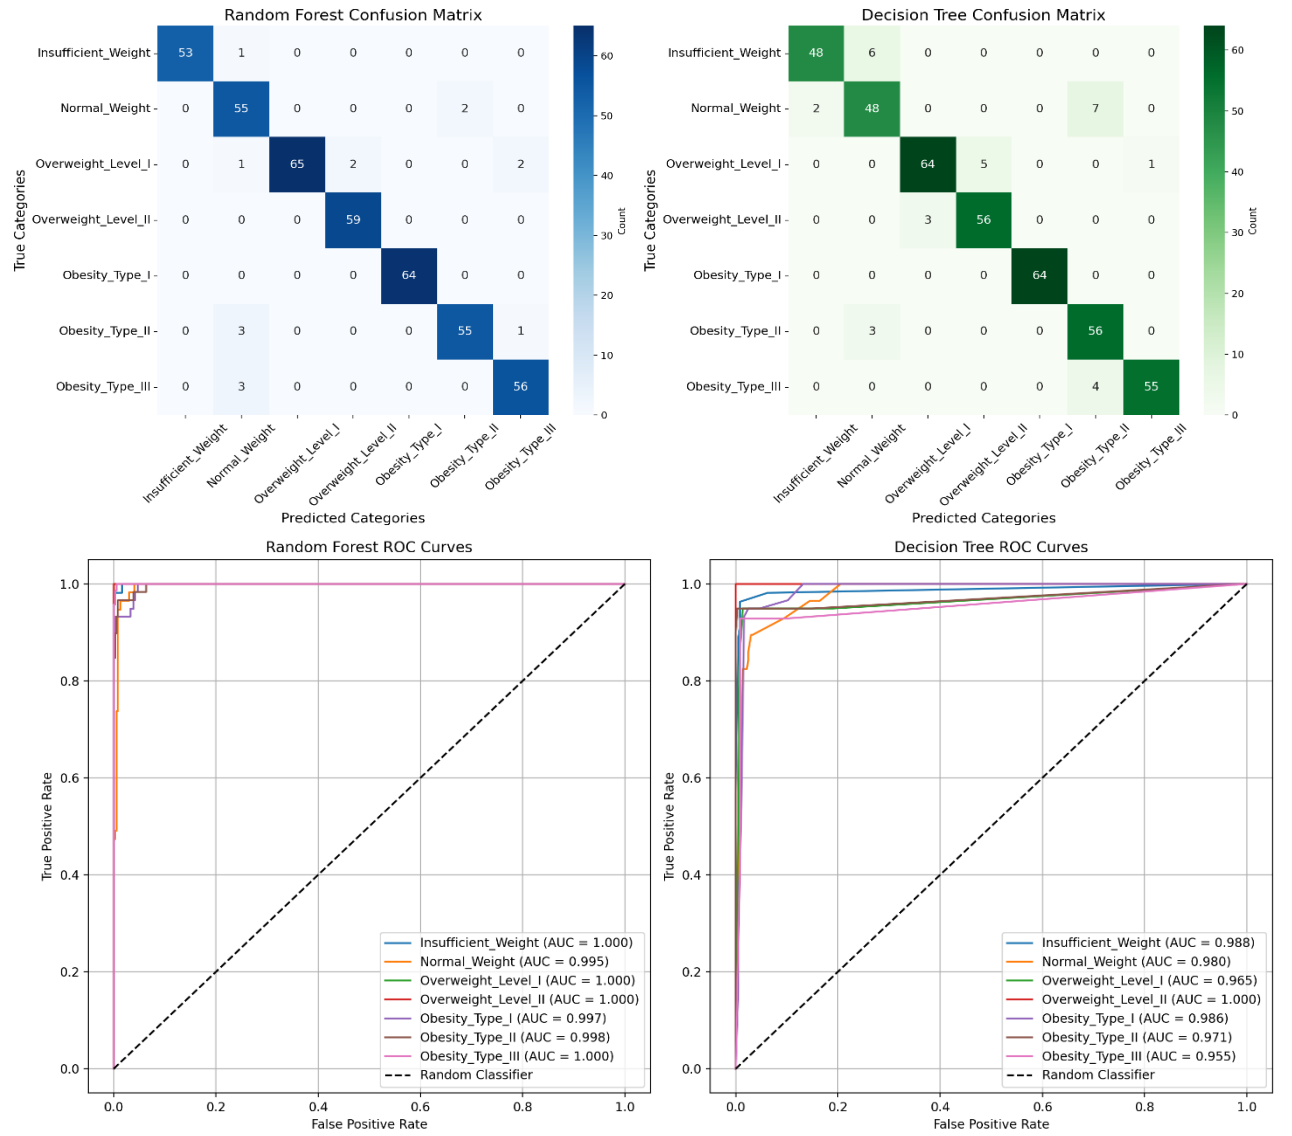 Random Forest Confusion Matrix
True Categories
Insufficient_Weight 53 1 0 0 0 0 0
Normal_Weight 0 55 0 0 0 2 0
Overweight_Level_I 0 1 65 2 0 0 2
Overweight_Level_II 0 0 0 59 0 0 0
Obesity_Type_I 0 0 0 0 64 0 0
Obesity_Type_II 0 3 0 0 0 55 1
Obesity_Type_III 0 3 0 0 0 0 56
Insufficient_Weight Normal_Weight Overweight_Level_I Overweight_Level_II Obesity_Type_I Obesity_Type_II Obesity_Type_III
Predicted Categories
60
50
40
30
20
10
0
Count
Decision Tree Confusion Matrix
True Categories
Insufficient_Weight 48 6 0 0 0 0 0
Normal_Weight 2 48 0 0 0 7 0
Overweight_Level_I 0 0 64 5 0 0 1
Overweight_Level_II 0 0 3 56 0 0 0
Obesity_Type_I 0 0 0 0 64 0 0
Obesity_Type_II 0 3 0 0 0 56 0
Obesity_Type_III 0 0 0 0 0 4 55
Insufficient_Weight Normal_Weight Overweight_Level_I Overweight_Level_II Obesity_Type_I Obesity_Type_II Obesity_Type_III
Predicted Categories
60
50
40
30
20
10
0
Count
Random Forest ROC Curves
True Positive Rate
1.0
0.8
0.6
0.4
0.2
0.0
Insufficient_Weight (AUC = 1.000)
Normal_Weight (AUC = 0.995)
Overweight_Level_I (AUC = 1.000)
Overweight_Level_II (AUC = 1.000)
Obesity_Type_I (AUC = 0.997)
Obesity_Type_II (AUC = 0.998)
Obesity_Type_III (AUC = 1.000)
Random Classifier
0.0 0.2 0.4 0.6 0.8 1.0
False Positive Rate
Decision Tree ROC Curves
True Positive Rate
1.0
0.8
0.6
0.4
0.2
0.0
Insufficient_Weight (AUC = 0.988)
Normal_Weight (AUC = 0.980)
Overweight_Level_I (AUC = 0.965)
Overweight_Level_II (AUC = 1.000)
Obesity_Type_I (AUC = 0.986)
Obesity_Type_II (AUC = 0.971)
Obesity_Type_III (AUC = 0.955)
Random Classifier
0.0 0.2 0.4 0.6 0.8 1.0
False Positive Rate